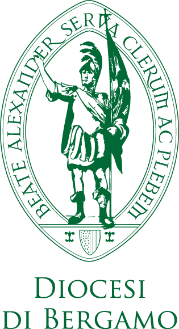 BEATE ALEXANDER SERVA CLERUM AC PLEBEM
DIOCESI
DI BERGAMO